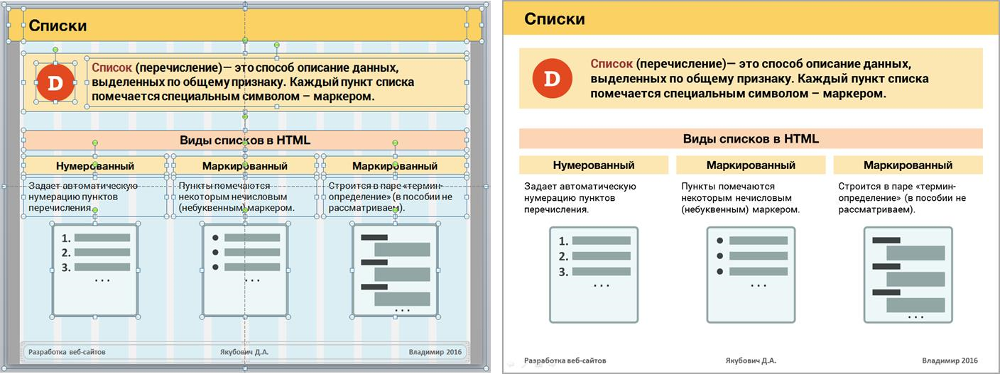 Списки
D
Список (перечисление)— это способ описание данных,
выделенных по общему признаку. Каждый пункт списка
помечается специальным символом – маркером.
Виды списков в HTML
Нумерованный
Маркированный
Маркированный
Задает автоматическую
нумерацию пунктов
перечисления.
Пункты помечаются
некоторым нечисловым
(небуквенным) маркером.
Строится в паре «термин-
определение» (в пособии не
рассматриваем).
1.
2.
3.
...
...
...
Разработка веб-сайтов
Якубович Д.А.
Владимир 2016
Списки
D
Список (перечисление)— это способ описание данных,
выделенных по общему признаку. Каждый пункт списка
помечается специальным символом – маркером.
Виды списков в HTML
Нумерованный
Маркированный
Маркированный
Задает автоматическую
нумерацию пунктов
перечисления.
Пункты помечаются
некоторым нечисловым
(небуквенным) маркером.
Строится в паре «термин-
определение» (в пособии не
рассматриваем).
1.
2.
3.
...
...
...
Разработка веб-сайтов
Якубович Д.А.
Владимир 2016